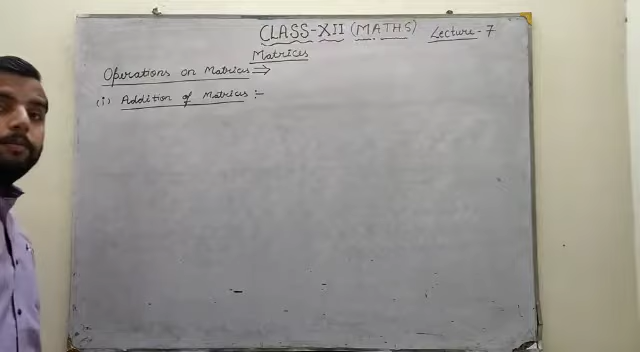 CLASS-XII (MATHS) Lecture-7
Matrices
Operations on Matrices ⇒
(i) Addition of Matrices :-